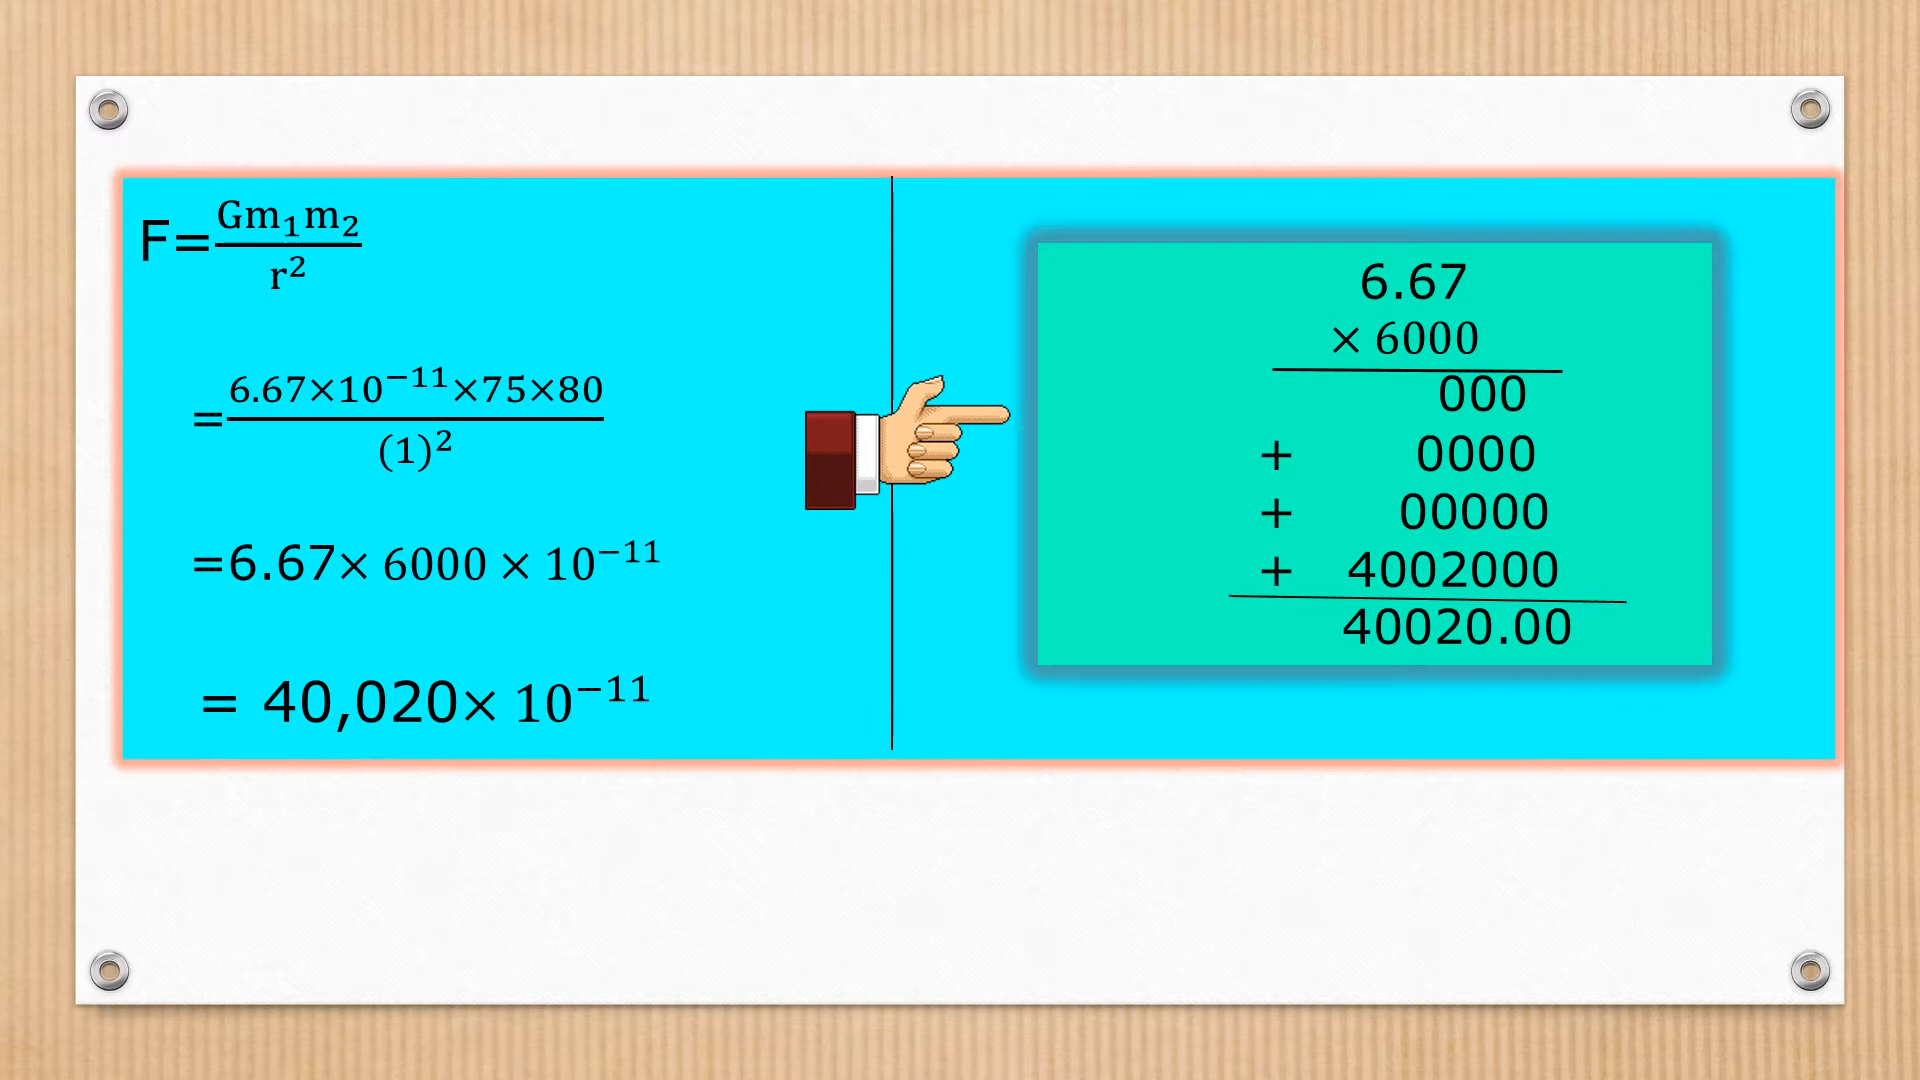 F=Gm₁m₂/r²
=6.67×10⁻¹¹×75×80/(1)²
=6.67× 6000 × 10⁻¹¹
= 40,020× 10⁻¹¹
6.67
× 6000
000
+ 0000
+ 00000
+ 4002000
40020.00